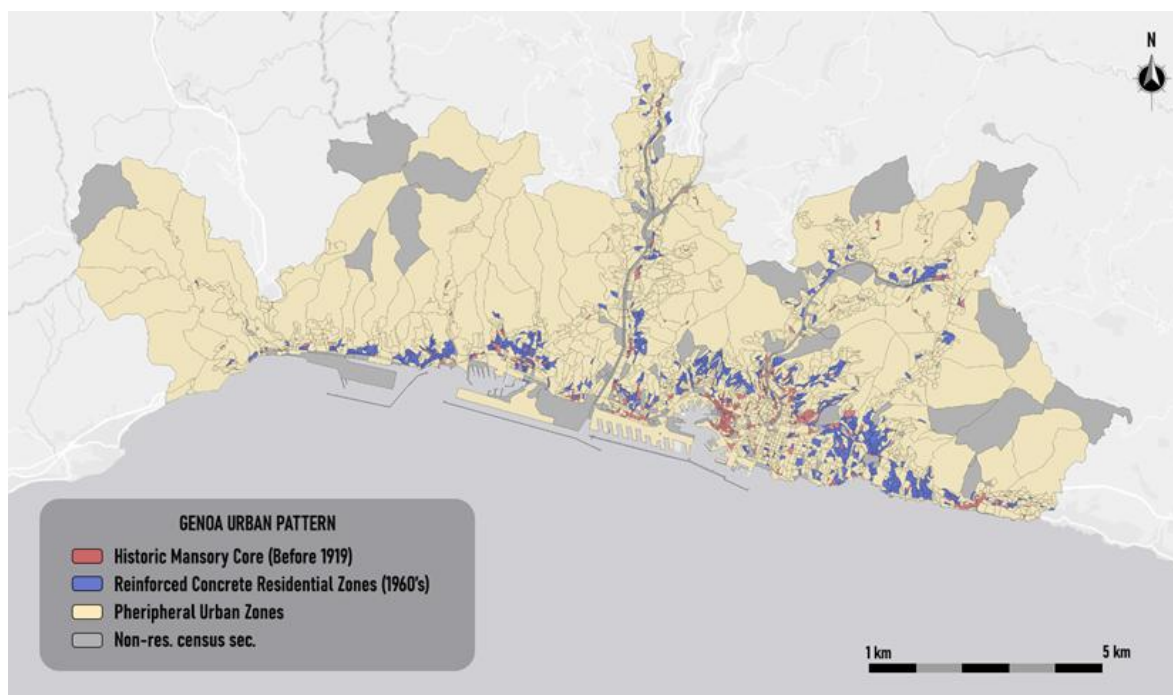 N
GENOA URBAN PATTERN
Historic Mansory Core (Before 1919)
Reinforced Concrete Residential Zones (1960's)
Pheripheral Urban Zones
Non-res. census sec.
1 km
5 km